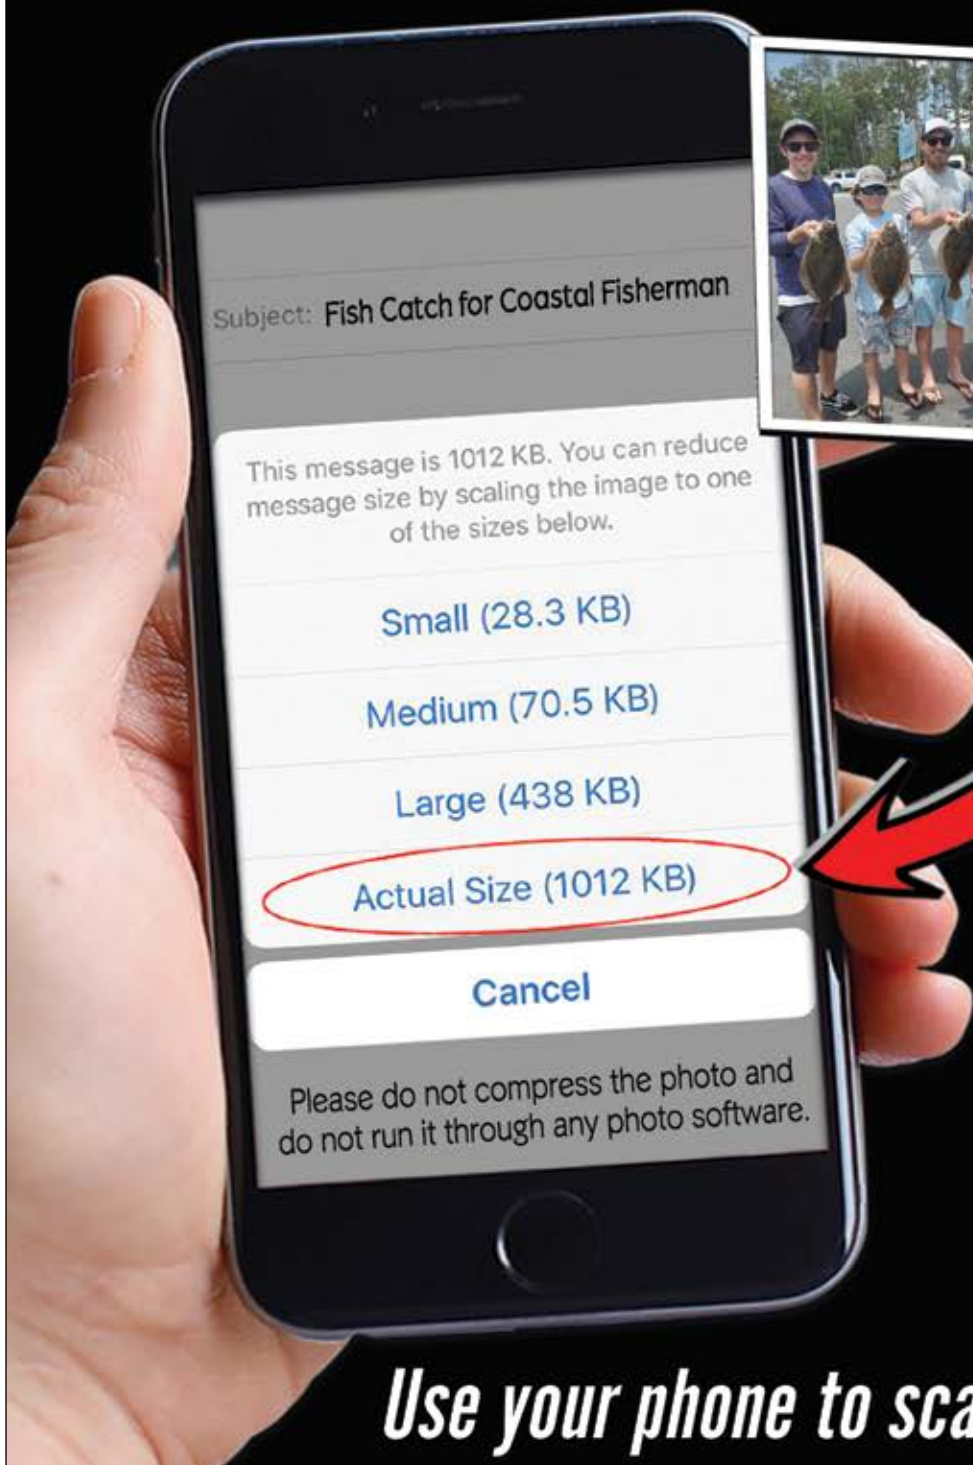 Subject: Fish Catch for Coastal Fisherman
This message is 1012 KB. You can reduce
message size by scaling the image to one
of the sizes below.
Small (28.3 KB)
Medium (70.5 KB)
Large (438 KB)
Actual Size (1012 KB)
Cancel
Please do not compress the photo and
do not run it through any photo software.
Use your phone to